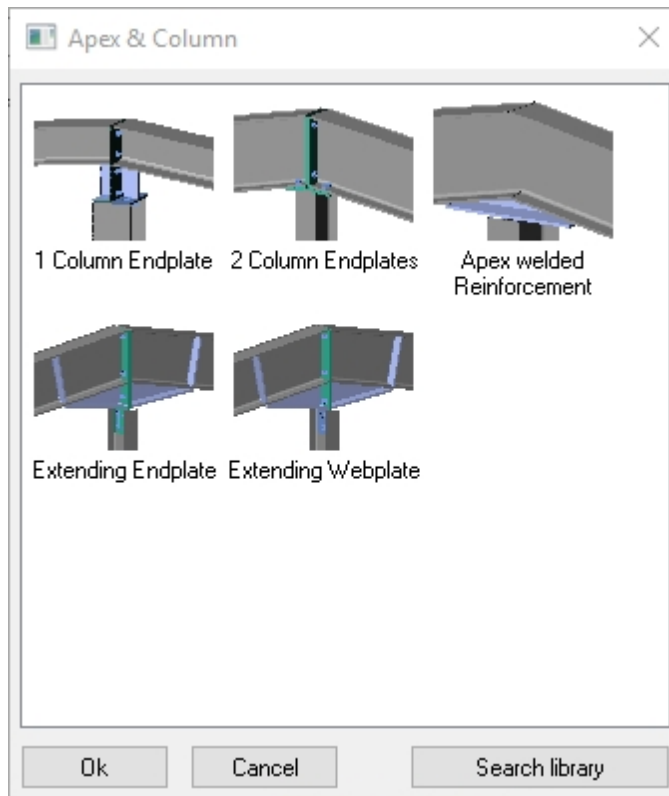 Apex & Column
1 Column Endplate
2 Column Endplates
Apex welded
Reinforcement
Extending Endplate
Extending Webplate
Ok
Cancel
Search library